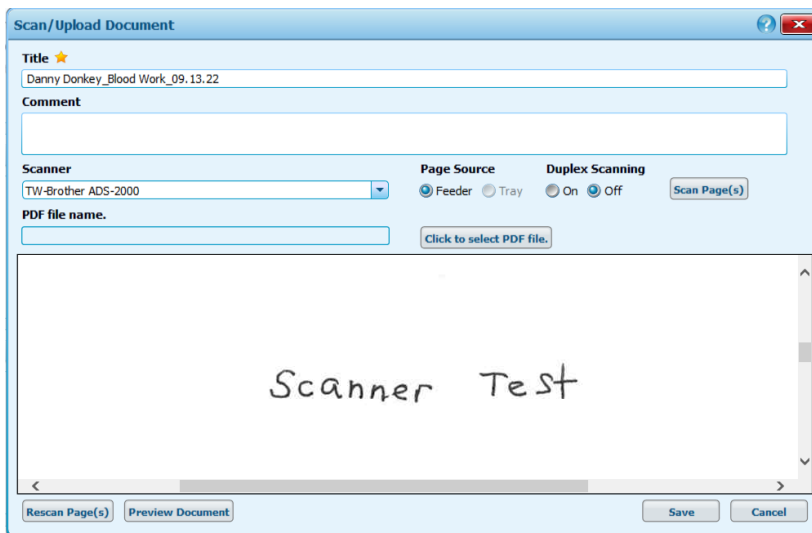 Scan/Upload Document
Title
Danny Donkey_Blood Work_09.13.22
Comment
Scanner Page Source Duplex Scanning
TW-Brother ADS-2000 Feeder Tray On Off Scan Page(s)
PDF file name.
Click to select PDF file.
Scanner Test
Rescan Page(s) Preview Document Save Cancel